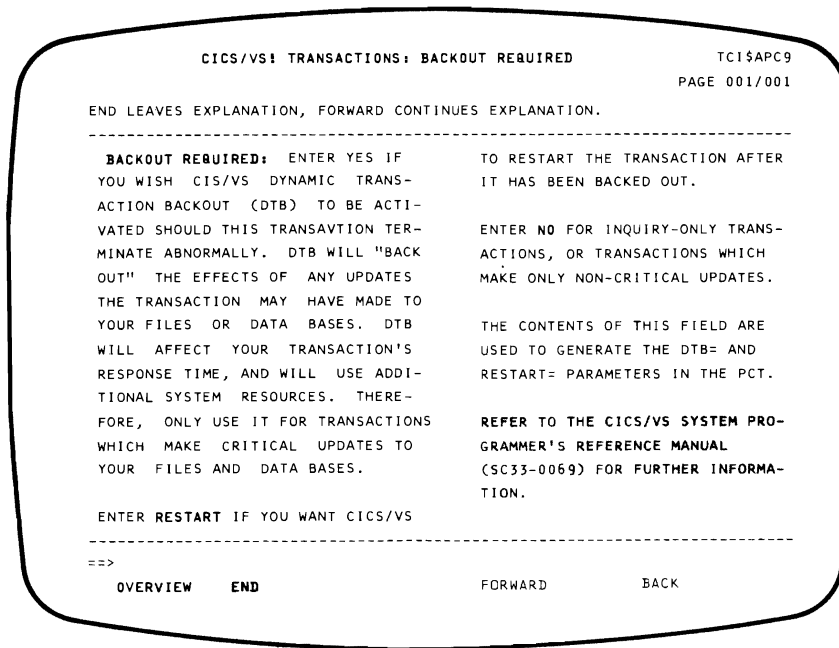 CICS/VS! TRANSACTIONS: BACKOUT REQUIRED TCI$APC9
PAGE 001/001
END LEAVES EXPLANATION, FORWARD CONTINUES EXPLANATION.
BACKOUT REQUIRED: ENTER YES IF
YOU WISH CIS/VS DYNAMIC TRANS-
ACTION BACKOUT (DTB) TO BE ACTI-
VATED SHOULD THIS TRANSAVTION TER-
MINATE ABNORMALLY. DTB WILL "BACK
OUT" THE EFFECTS OF ANY UPDATES
THE TRANSACTION MAY HAVE MADE TO
YOUR FILES OR DATA BASES. DTB
WILL AFFECT YOUR TRANSACTION'S
RESPONSE TIME, AND WILL USE ADDI-
TIONAL SYSTEM RESOURCES. THERE-
FORE, ONLY USE IT FOR TRANSACTIONS
WHICH MAKE CRITICAL UPDATES TO
YOUR FILES AND DATA BASES.
ENTER RESTART IF YOU WANT CICS/VS
TO RESTART THE TRANSACTION AFTER
IT HAS BEEN BACKED OUT.
ENTER NO FOR INQUIRY-ONLY TRANS-
ACTIONS, OR TRANSACTIONS WHICH
MAKE ONLY NON-CRITICAL UPDATES.
THE CONTENTS OF THIS FIELD ARE
USED TO GENERATE THE DTB= AND
RESTART= PARAMETERS IN THE PCT.
REFER TO THE CICS/VS SYSTEM PRO-
GRAMMER'S REFERENCE MANUAL
(SC33-0069) FOR FURTHER INFORMA-
TION.
==>
OVERVIEW END FORWARD BACK